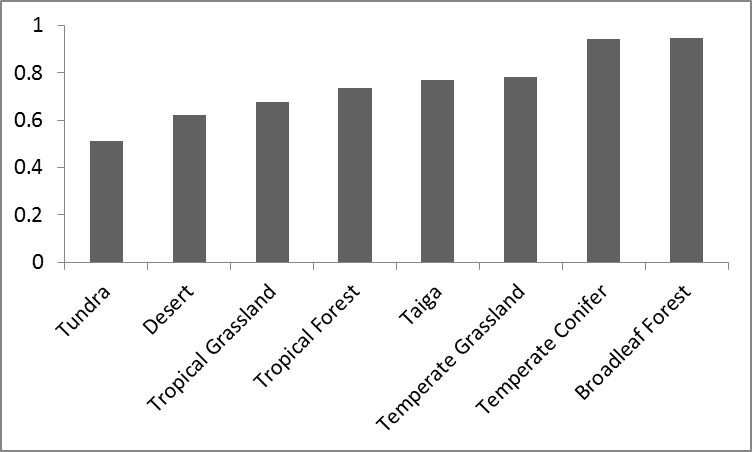 1
0.8
0.6
0.4
0.2
0
Tundra
Desert
Tropical Grassland
Tropical Forest
Taiga
Temperate Grassland
Temperate Conifer
Broadleaf Forest